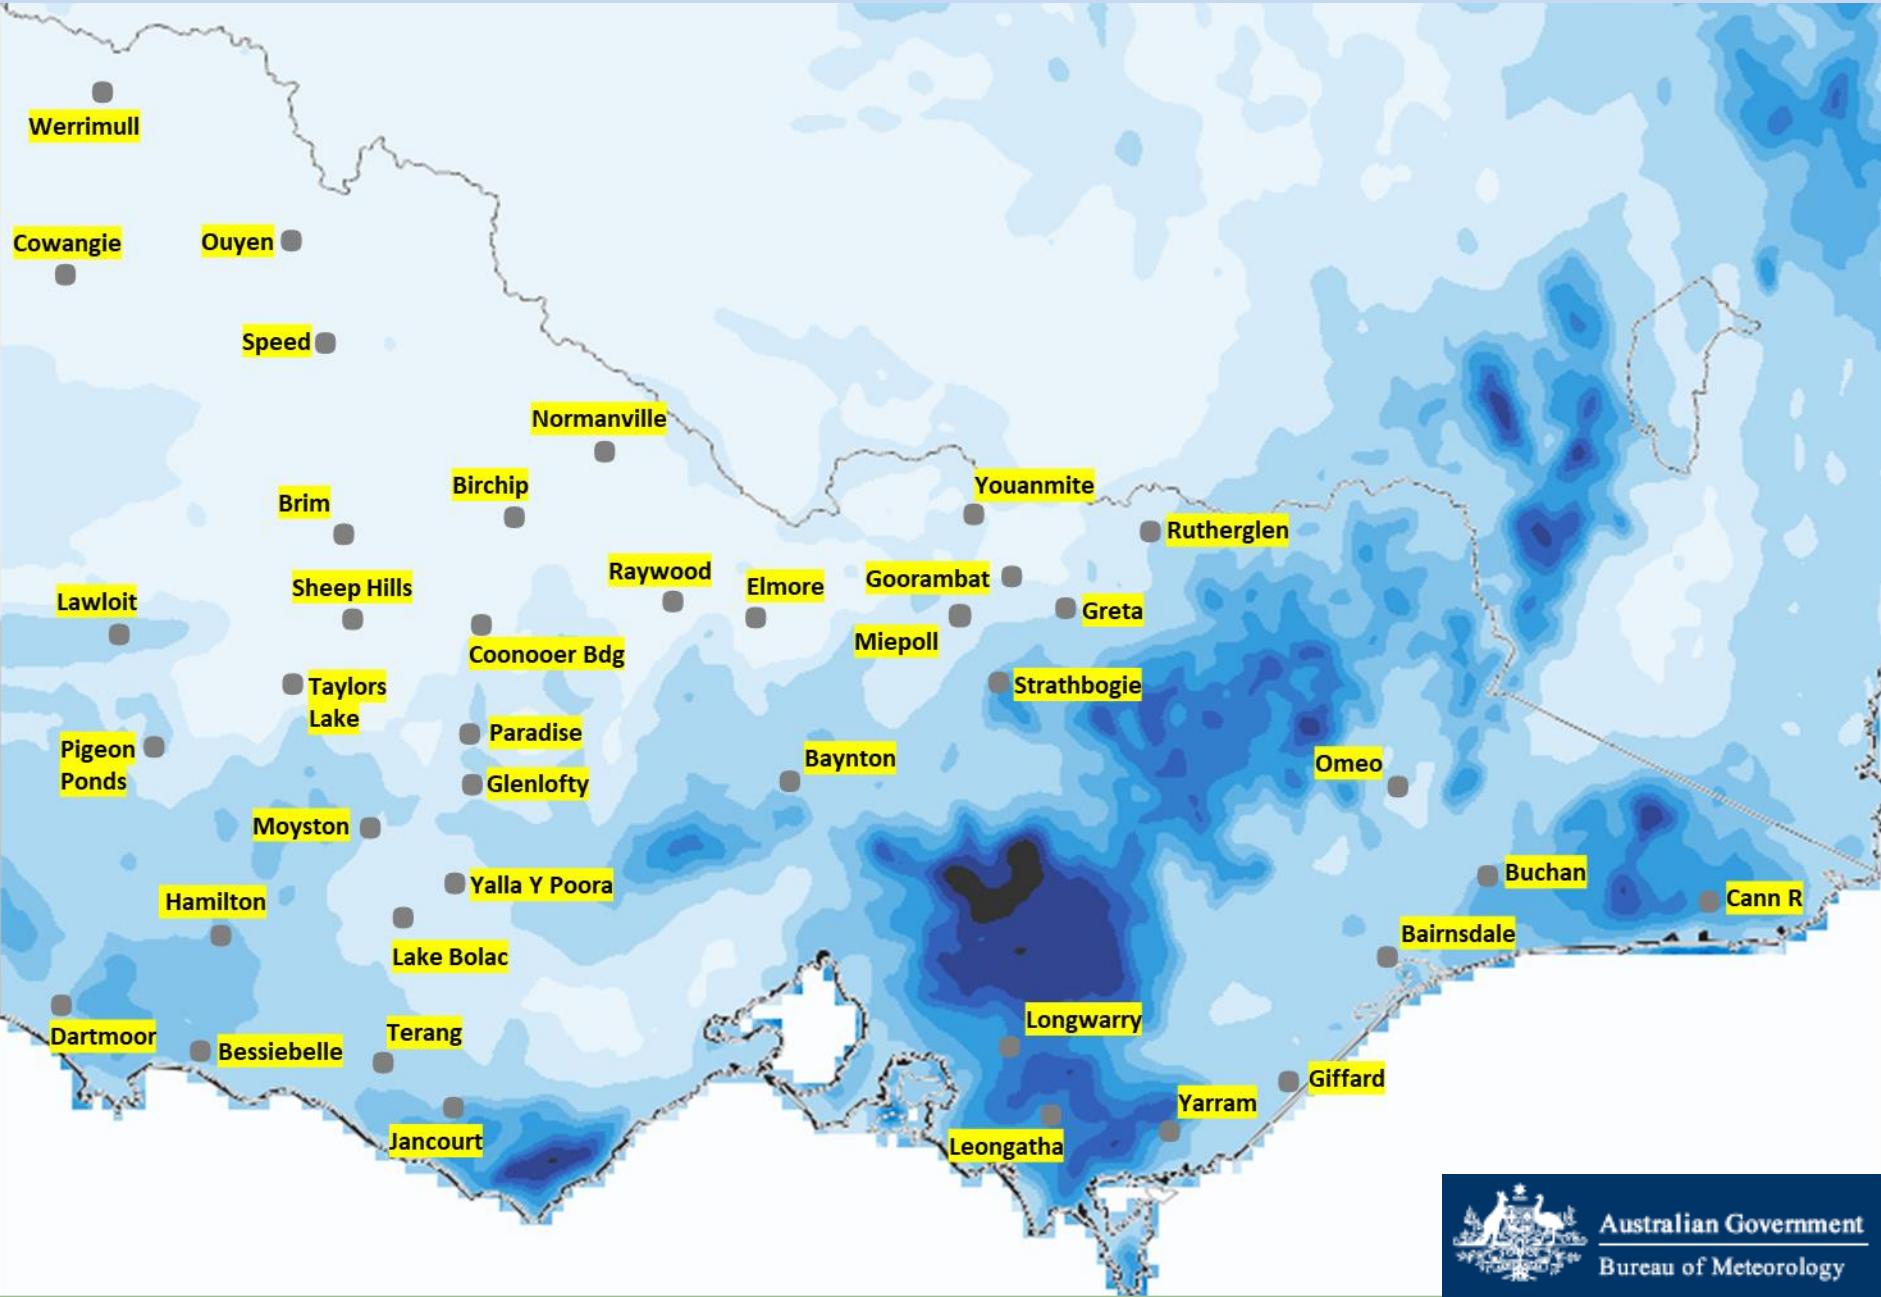 Werrimull
Cowangie
Ouyen
Speed
Normanville
Birchip
Youanmite
Brim
Rutherglen
Raywood
Elmore
Goorambat
Sheep Hills
Lawloit
Greta
Miepoll
Coonooer Bdg
Taylors
Lake
Strathbogie
Paradise
Pigeon
Ponds
Baynton
Omeo
Glenlofty
Moyston
Buchan
Yalla Y Poora
Cann R
Hamilton
Bairnsdale
Lake Bolac
Longwarry
Terang
Dartmoor
Bessiebelle
Giffard
Yarram
Jancourt
Leongatha
Australian Government
Bureau of Meteorology